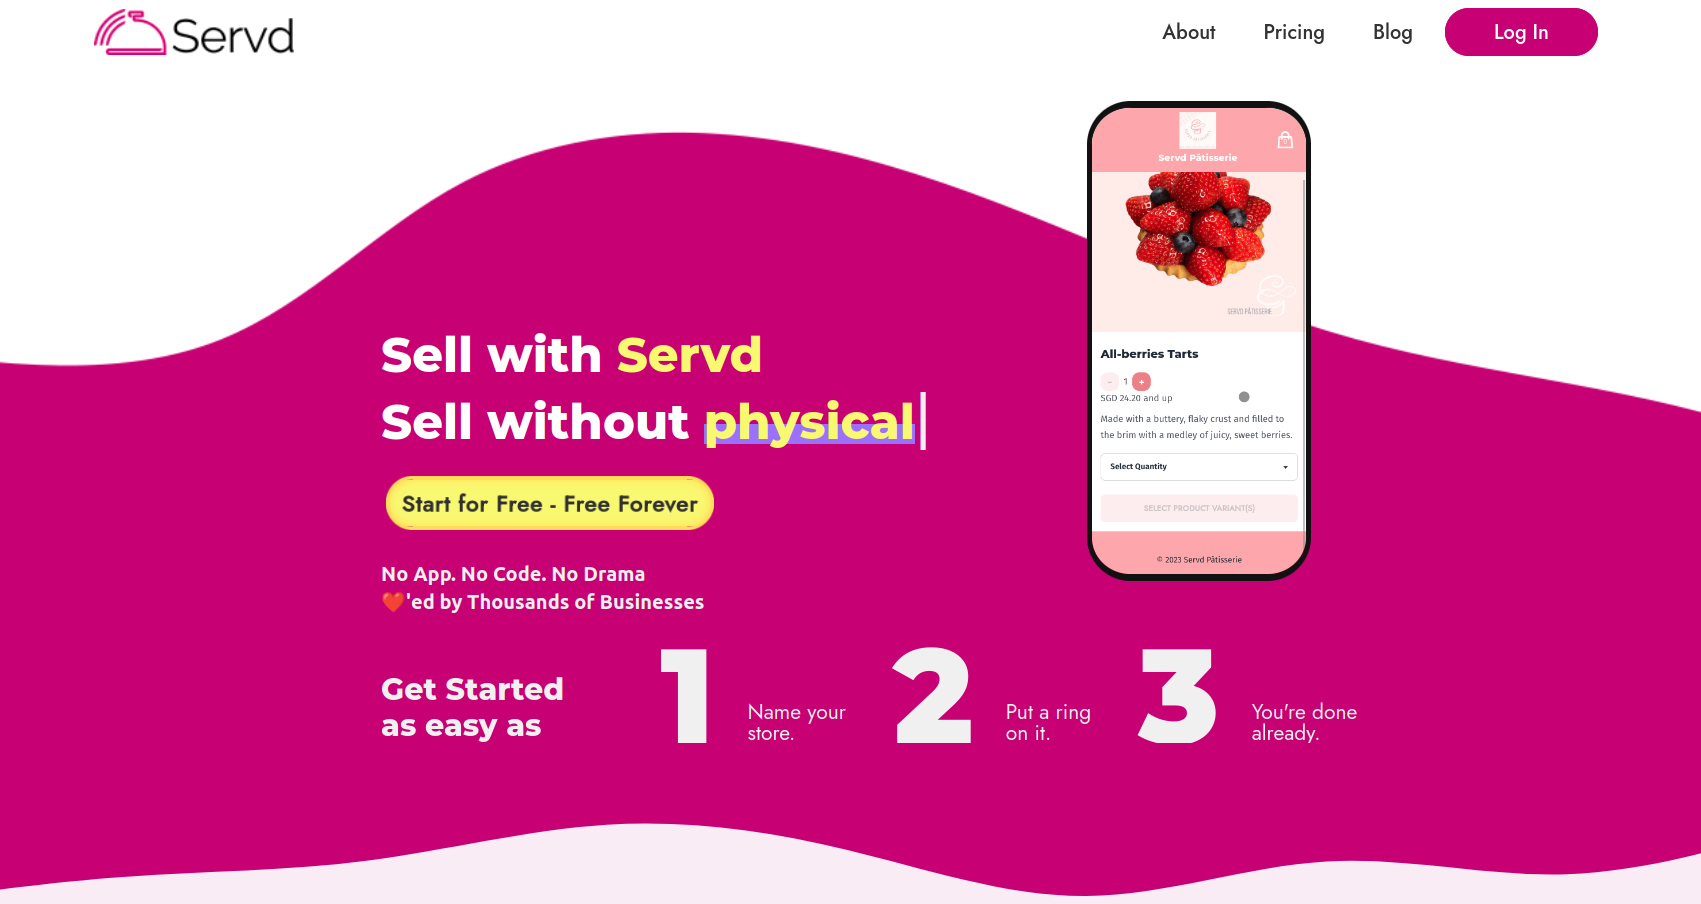 Servd
About
Pricing
Blog
Log In
Servd Pâtisserie
0
SERVD PÂTISSERIE
Sell with Servd
Sell without physical
Start for Free - Free Forever
No App. No Code. No Drama
❤️'ed by Thousands of Businesses
All-berries Tarts
- 1 +
SGD 24.20 and up
Made with a buttery, flaky crust and filled to
the brim with a medley of juicy, sweet berries.
Select Quantity
SELECT PRODUCT VARIANT(S)
© 2023 Servd Pâtisserie
Get Started
as easy as
1
Name your
store.
2
Put a ring
on it.
3
You're done
already.